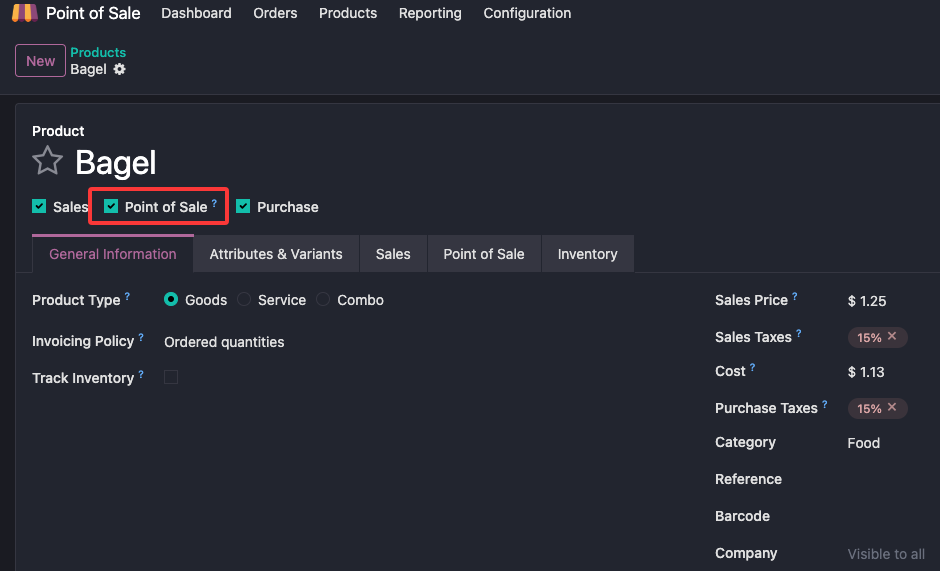 Point of Sale Dashboard Orders Products Reporting Configuration
New
Products
Bagel
Product
Bagel
Sales Point of Sale ? Purchase
General Information Attributes & Variants Sales Point of Sale Inventory
Product Type ? Goods Service Combo
Sales Price ? $ 1.25
Invoicing Policy ? Ordered quantities
Sales Taxes ? 15% ✕
Track Inventory ?
Cost ? $ 1.13
Purchase Taxes ? 15% ✕
Category Food
Reference
Barcode
Company Visible to all